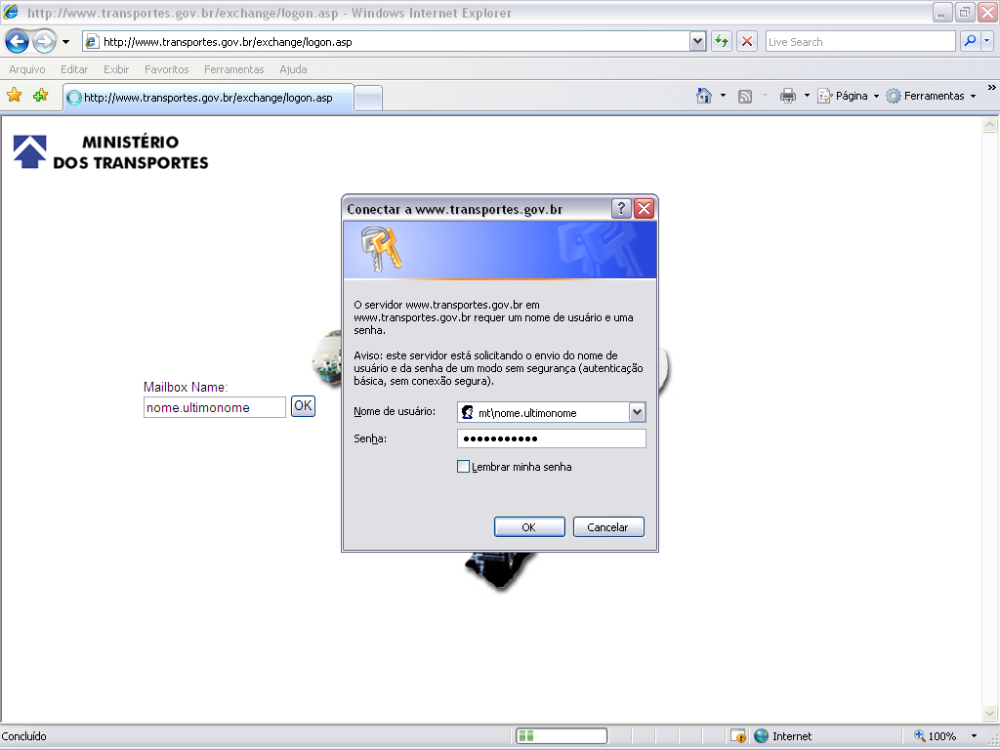 http://www.transportes.gov.br/exchange/logon.asp - Windows Internet Explorer
http://www.transportes.gov.br/exchange/logon.asp
Live Search
Arquivo Editar Exibir Favoritos Ferramentas Ajuda
http://www.transportes.gov.br/exchange/logon.asp
Página Ferramentas »
MINISTÉRIO
DOS TRANSPORTES
Mailbox Name:
nome.ultimonome OK
Conectar a www.transportes.gov.br
O servidor www.transportes.gov.br em
www.transportes.gov.br requer um nome de usuário e uma
senha.
Aviso: este servidor está solicitando o envio do nome de
usuário e da senha de um modo sem segurança (autenticação
básica, sem conexão segura).
Nome de usuário: mt\nome.ultimonome
Senha: ●●●●●●●●●●●
Lembrar minha senha
OK Cancelar
Concluído Internet 100%